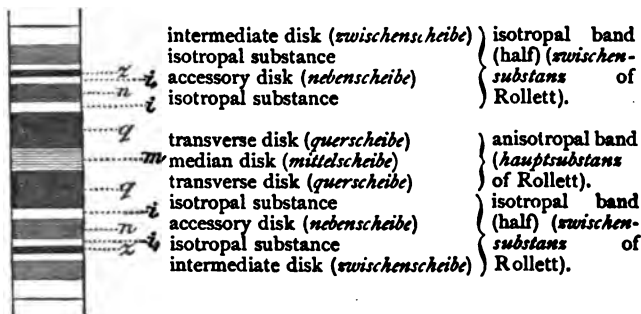 intermediate disk (zwischenscheibe)
isotropal substance
accessory disk (nebenscheibe)
isotropal substance
isotropal band
(half) (zwischen-
substanz of
Rollett).
z
i
n
i
q
m
q
i
n
i
z
transverse disk (querscheibe)
median disk (mittelscheibe)
transverse disk (querscheibe)
anisotropal band
(hauptsubstanz
of Rollett).
isotropal substance
accessory disk (nebenscheibe)
isotropal substance
intermediate disk (zwischenscheibe)
isotropal band
(half) (zwischen-
substanz of
Rollett).